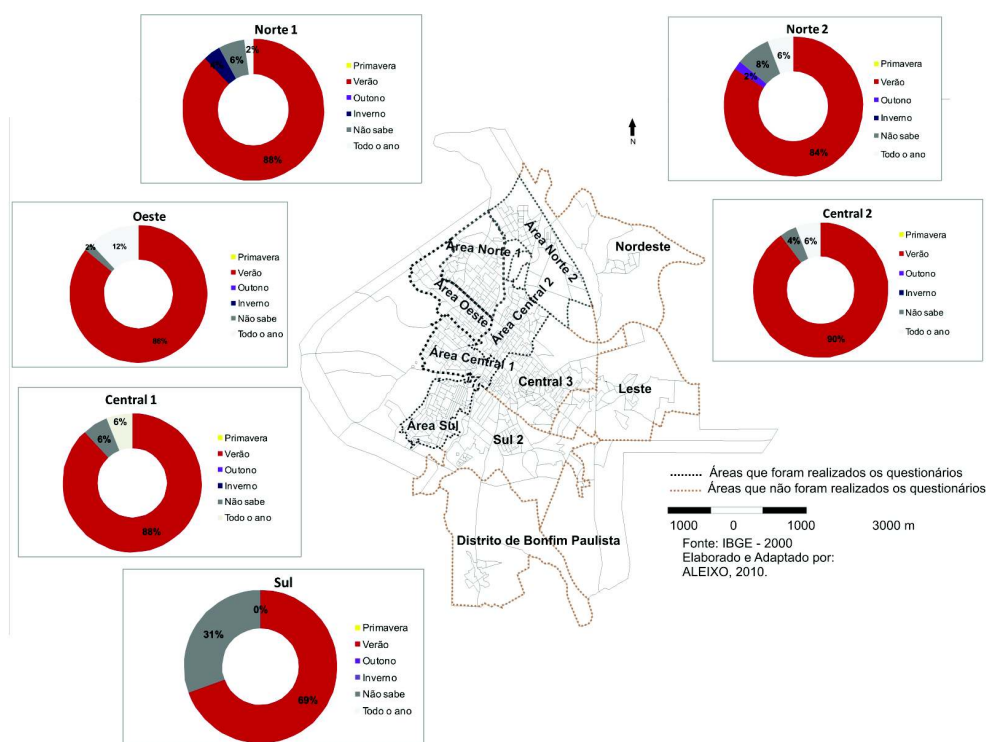 Norte 1
2%
6%
4%
88%
Primavera
Verão
Outono
Inverno
Não sabe
Todo o ano
Norte 2
6%
8%
2%
84%
Primavera
Verão
Outono
Inverno
Não sabe
Todo o ano
N
Oeste
12%
2%
86%
Primavera
Verão
Outono
Inverno
Não sabe
Todo o ano
Central 2
6%
4%
90%
Primavera
Verão
Outono
Inverno
Não sabe
Todo o ano
Área Norte 1
Área Norte 2
Nordeste
Área Oeste
Área Central 2
Área Central 1
Central 3
Leste
Área Sul
Sul 2
Distrito de Bonfim Paulista
Central 1
6%
6%
88%
Primavera
Verão
Outono
Inverno
Não sabe
Todo o ano
Áreas que foram realizados os questionários
Áreas que não foram realizados os questionários
1000 0 1000 3000 m
Fonte: IBGE - 2000
Elaborado e Adaptado por:
ALEIXO, 2010.
Sul
0%
31%
69%
Primavera
Verão
Outono
Inverno
Não sabe
Todo o ano